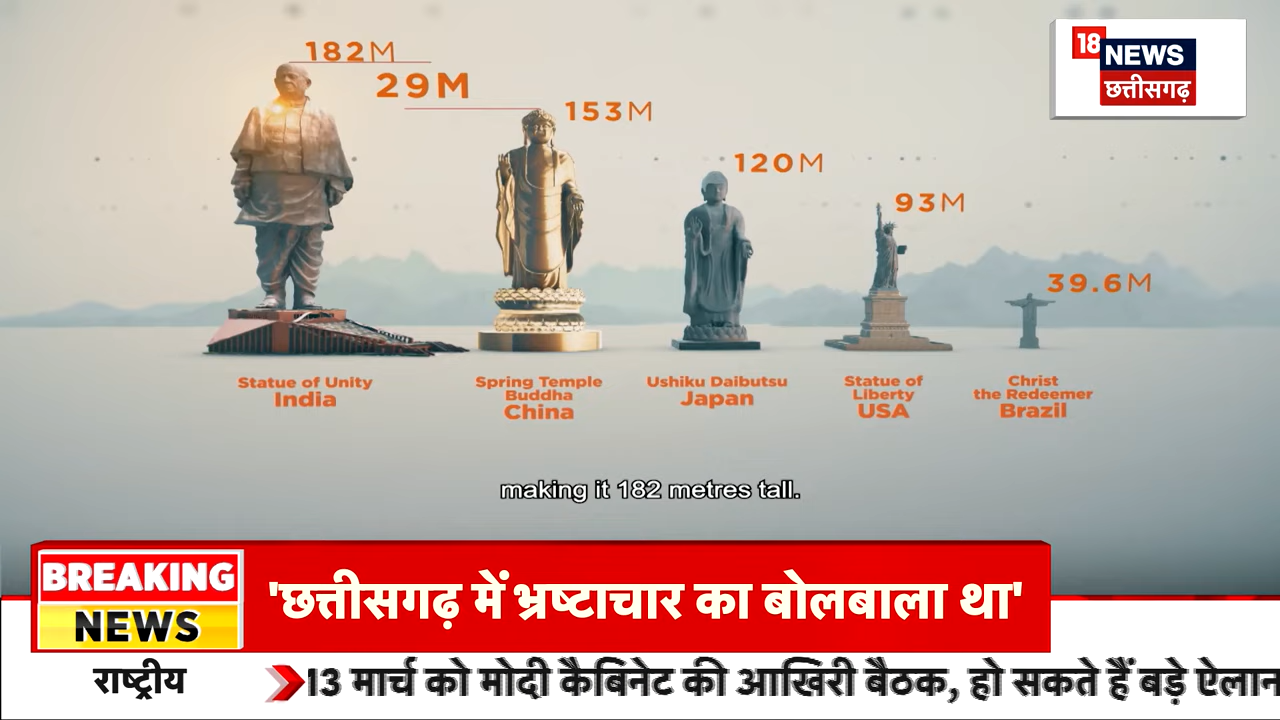 182M
29M
153M
120M
93M
39.6M
18
NEWS
छत्तीसगढ़
Statue of Unity
India
Spring Temple
Buddha
China
Ushiku Daibutsu
Japan
Statue of
Liberty
USA
Christ
the Redeemer
Brazil
making it 182 metres tall.
BREAKING
NEWS
'छत्तीसगढ़ में भ्रष्टाचार का बोलबाला था'
राष्ट्रीय
13 मार्च को मोदी कैबिनेट की आखिरी बैठक, हो सकते हैं बड़े ऐलान